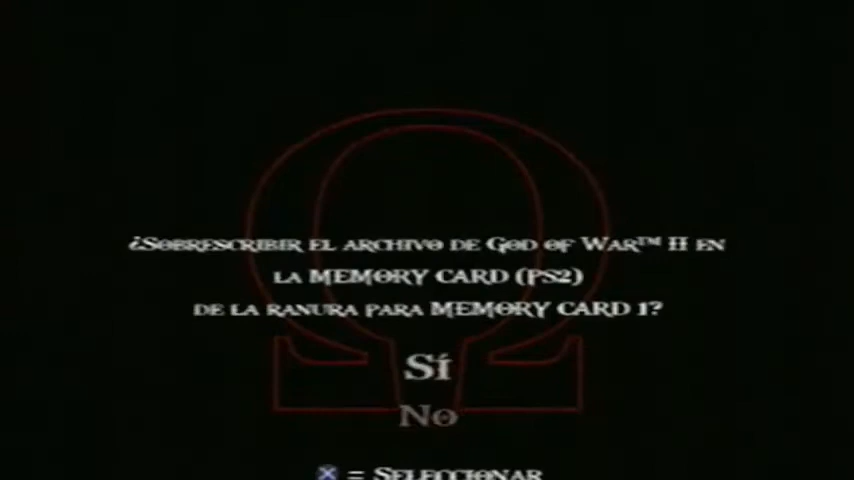 ¿Sobrescribir el archivo de God of War™ II en
la MEMORY CARD (PS2)
de la ranura para MEMORY CARD 1?
Sí
No
= Seleccionar